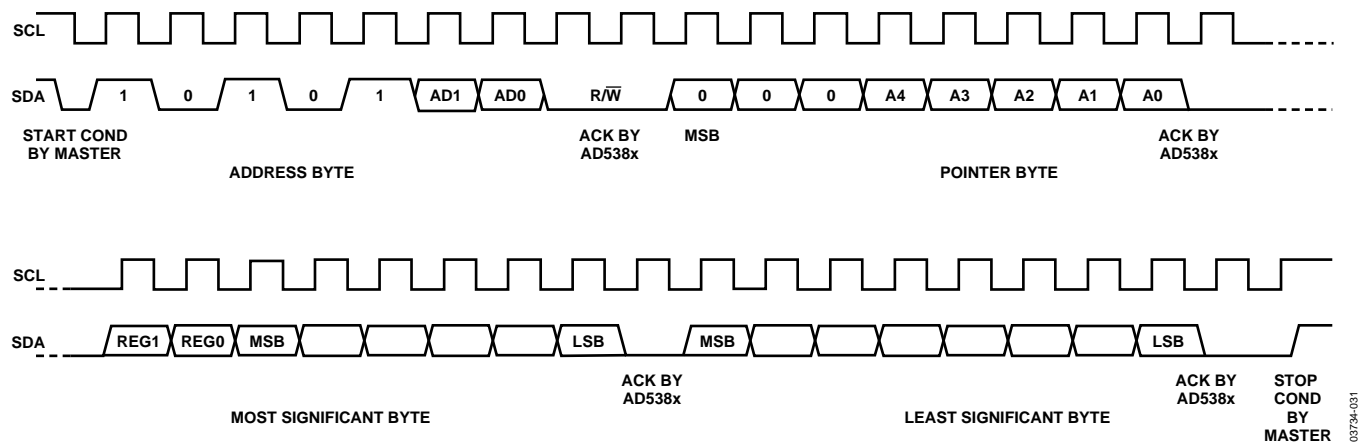 SCL
SDA 1 0 1 0 1 AD1 AD0 R/W̅ 0 0 0 A4 A3 A2 A1 A0
START COND
BY MASTER
ACK BY
AD538x
MSB
ACK BY
AD538x
ADDRESS BYTE
POINTER BYTE
SCL
SDA REG1 REG0 MSB LSB MSB LSB
ACK BY
AD538x
ACK BY
AD538x
STOP
COND
BY
MASTER
MOST SIGNIFICANT BYTE
LEAST SIGNIFICANT BYTE
03734-031